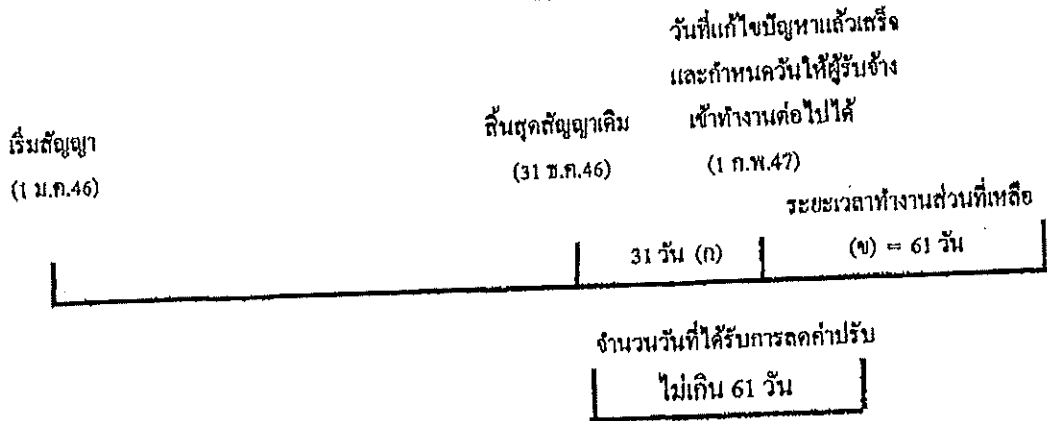 วันที่แก้ไขปัญหาแล้วเสร็จ
และกำหนดวันให้ผู้รับจ้าง
เข้าทำงานต่อไปได้
(1 ก.พ.47)
สิ้นสุดสัญญาเดิม
(31 ธ.ค.46)
เริ่มสัญญา
(1 ม.ค.46)
ระยะเวลาทำงานส่วนที่เหลือ
31 วัน (ก)
(ข) = 61 วัน
จำนวนวันที่ได้รับการลดค่าปรับ
ไม่เกิน 61 วัน